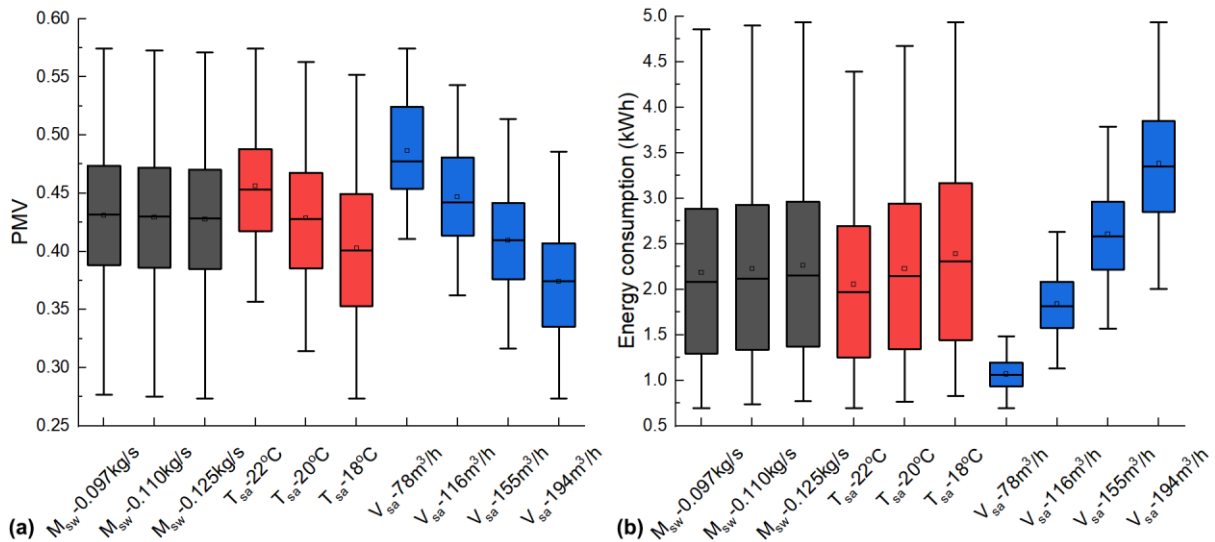 PMV
0.60
0.55
0.50
0.45
0.40
0.35
0.30
0.25
M_sw-0.097kg/s
M_sw-0.110kg/s
M_sw-0.125kg/s
T_sa-22°C
T_sa-20°C
T_sa-18°C
V_sa-78m³/h
V_sa-116m³/h
V_sa-155m³/h
V_sa-194m³/h
(a)
Energy consumption (kWh)
5.0
4.5
4.0
3.5
3.0
2.5
2.0
1.5
1.0
0.5
M_sw-0.097kg/s
M_sw-0.110kg/s
M_sw-0.125kg/s
T_sa-22°C
T_sa-20°C
T_sa-18°C
V_sa-78m³/h
V_sa-116m³/h
V_sa-155m³/h
V_sa-194m³/h
(b)